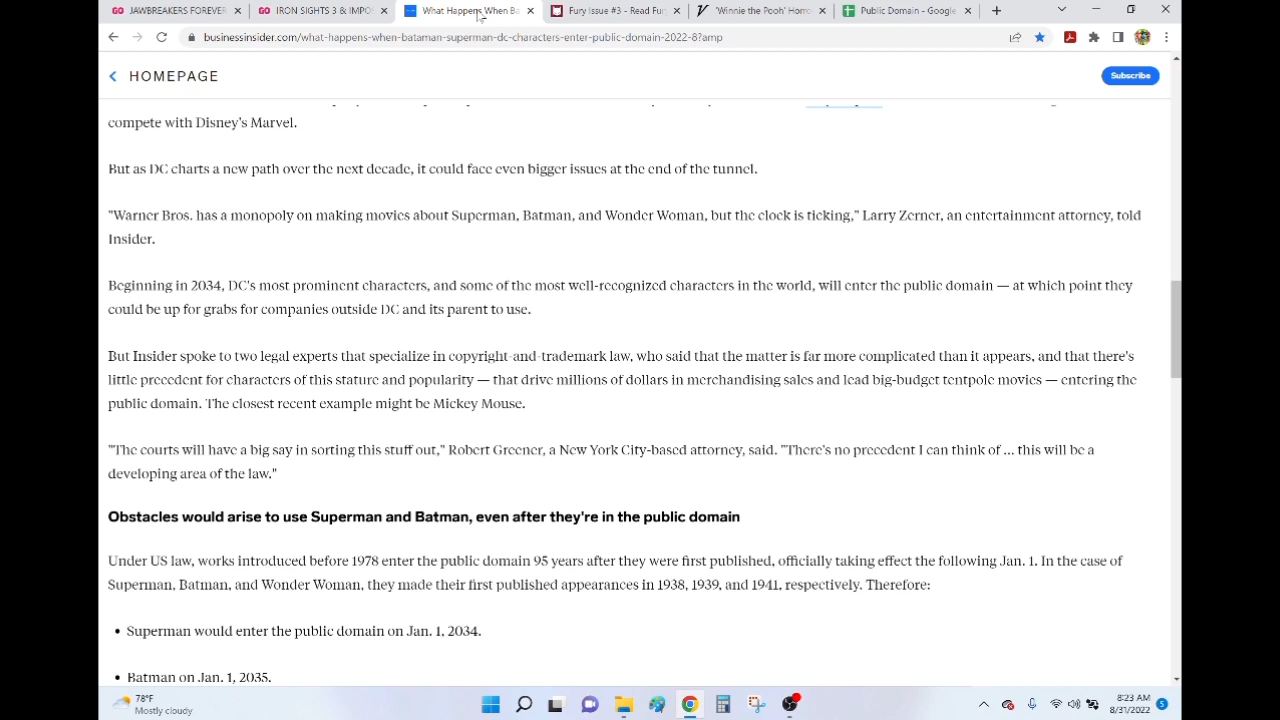 JAWBREAKERS FOREVER
IRON SIGHTS 3 & IMPO
What Happens When Ba
Fury Issue #3 - Read Fury
'Winnie the Pooh' Horro
Public Domain - Google
businessinsider.com/what-happens-when-bataman-superman-dc-characters-enter-public-domain-2022-8?amp
HOMEPAGE
Subscribe
compete with Disney's Marvel.
But as DC charts a new path over the next decade, it could face even bigger issues at the end of the tunnel.
"Warner Bros. has a monopoly on making movies about Superman, Batman, and Wonder Woman, but the clock is ticking," Larry Zerner, an entertainment attorney, told
Insider.
Beginning in 2034, DC's most prominent characters, and some of the most well-recognized characters in the world, will enter the public domain — at which point they
could be up for grabs for companies outside DC and its parent to use.
But Insider spoke to two legal experts that specialize in copyright-and-trademark law, who said that the matter is far more complicated than it appears, and that there's
little precedent for characters of this stature and popularity — that drive millions of dollars in merchandising sales and lead big-budget tentpole movies — entering the
public domain. The closest recent example might be Mickey Mouse.
"The courts will have a big say in sorting this stuff out," Robert Greener, a New York City-based attorney, said. "There's no precedent I can think of ... this will be a
developing area of the law."
Obstacles would arise to use Superman and Batman, even after they're in the public domain
Under US law, works introduced before 1978 enter the public domain 95 years after they were first published, officially taking effect the following Jan. 1. In the case of
Superman, Batman, and Wonder Woman, they made their first published appearances in 1938, 1939, and 1941, respectively. Therefore:
• Superman would enter the public domain on Jan. 1, 2034.
• Batman on Jan. 1, 2035.
78°F
Mostly cloudy
8:23 AM
8/31/2022
5